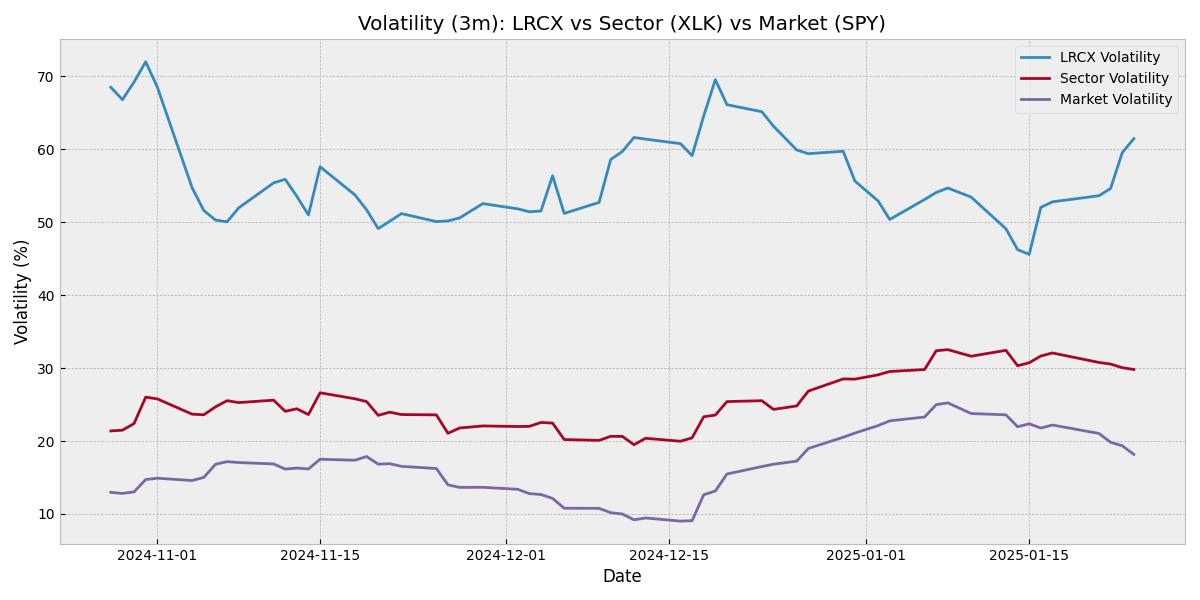 Volatility (3m): LRCX vs Sector (XLK) vs Market (SPY)
LRCX Volatility
Sector Volatility
Market Volatility
Volatility (%)
70
60
50
40
30
20
10
2024-11-01
2024-11-15
2024-12-01
2024-12-15
2025-01-01
2025-01-15
Date